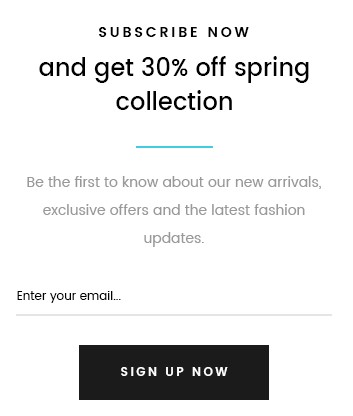 SUBSCRIBE NOW
and get 30% off spring
collection
Be the first to know about our new arrivals,
exclusive offers and the latest fashion
updates.
Enter your email...
SIGN UP NOW